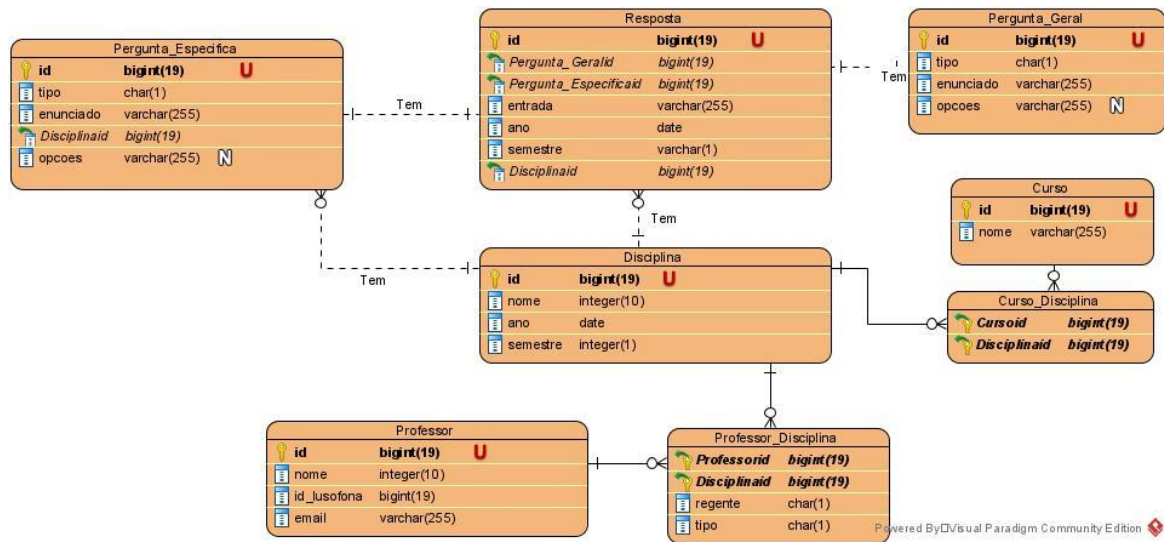 Pergunta_Especifica
id bigint(19) U
tipo char(1)
enunciado varchar(255)
Disciplinaid bigint(19)
opcoes varchar(255) N
Resposta
id bigint(19) U
Pergunta_Geralid bigint(19)
Pergunta_Especificaid bigint(19)
entrada varchar(255)
ano date
semestre varchar(1)
Disciplinaid bigint(19)
Pergunta_Geral
id bigint(19) U
tipo char(1)
enunciado varchar(255)
opcoes varchar(255) N
Tem
Tem
Tem
Tem
Curso
id bigint(19) U
nome varchar(255)
Disciplina
id bigint(19) U
nome integer(10)
ano date
semestre integer(1)
Curso_Disciplina
Cursoid bigint(19)
Disciplinaid bigint(19)
Professor
id bigint(19) U
nome integer(10)
id_lusofona bigint(19)
email varchar(255)
Professor_Disciplina
Professorid bigint(19)
Disciplinaid bigint(19)
regente char(1)
tipo char(1)
Powered By Visual Paradigm Community Edition